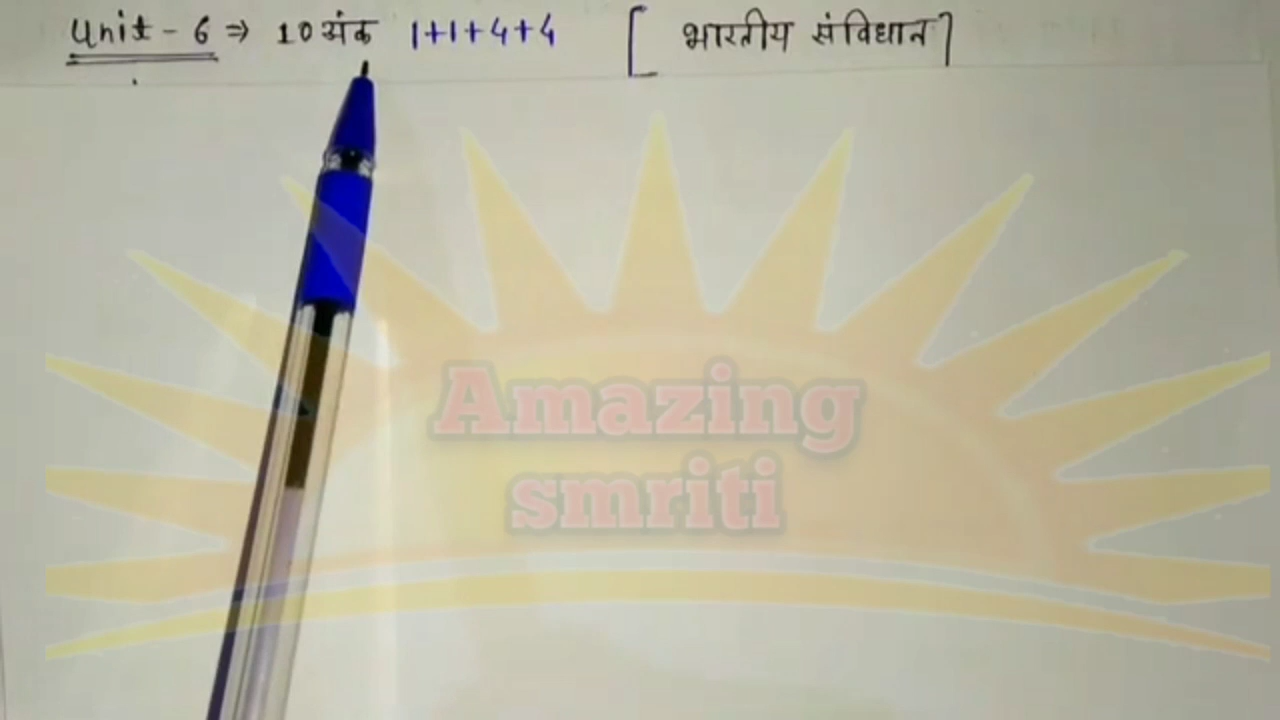 Unit - 6 ⇒ 10 अंक 1+1+4+4 [ भारतीय संविधान ]
Amazing
smriti